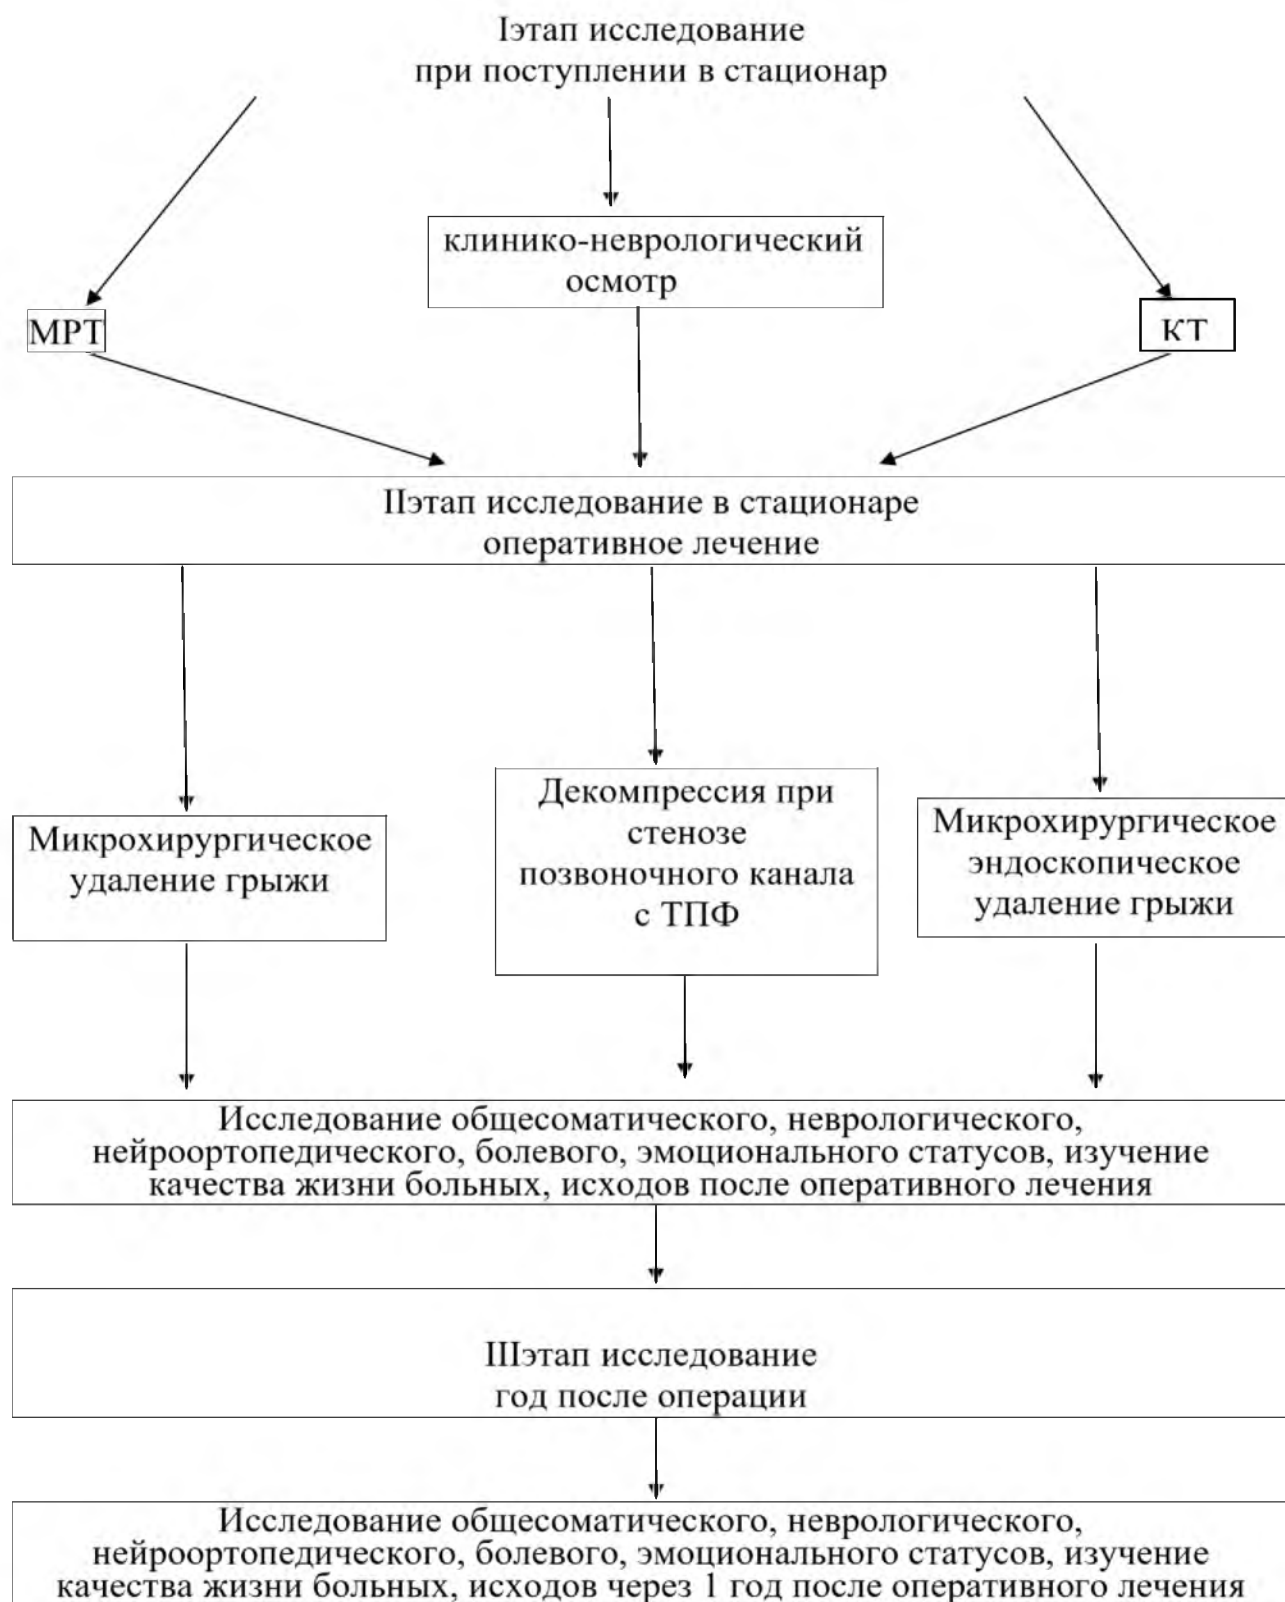 Iэтап исследование
при поступлении в стационар
клинико-неврологический
осмотр
МРТ
КТ
IIэтап исследование в стационаре
оперативное лечение
Микрохирургическое
удаление грыжи
Декомпрессия при
стенозе
позвоночного канала
с ТПФ
Микрохирургическое
эндоскопическое
удаление грыжи
Исследование общесоматического, неврологического,
нейроортопедического, болевого, эмоционального статусов, изучение
качества жизни больных, исходов после оперативного лечения
IIIэтап исследование
год после операции
Исследование общесоматического, неврологического,
нейроортопедического, болевого, эмоционального статусов, изучение
качества жизни больных, исходов через 1 год после оперативного лечения